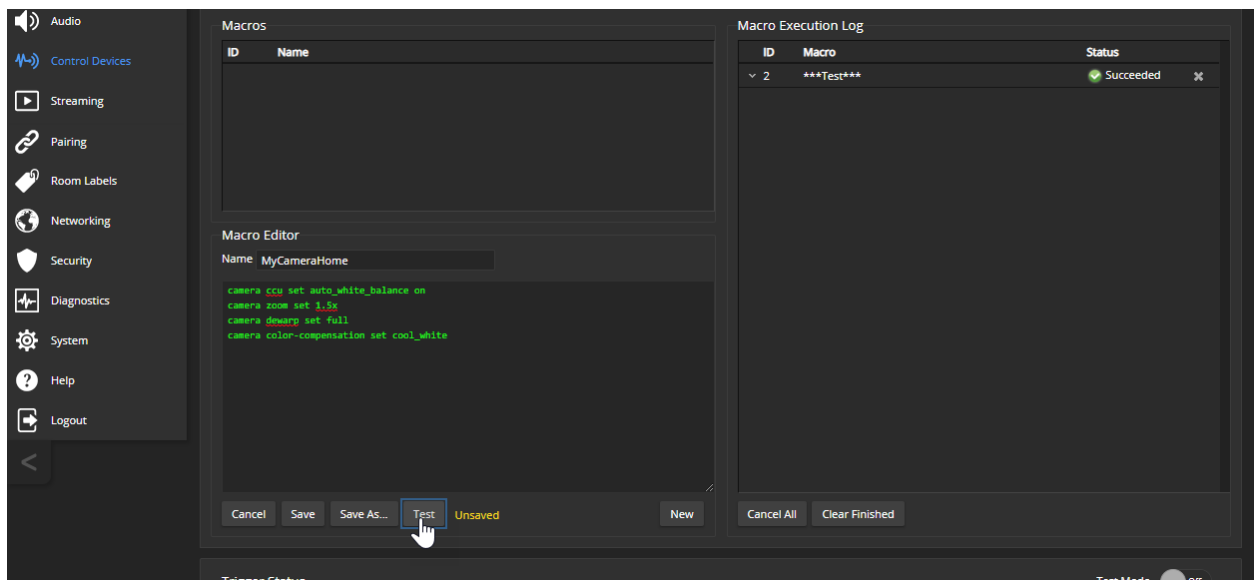 Audio
Control Devices
Streaming
Pairing
Room Labels
Networking
Security
Diagnostics
System
Help
Logout
<
Macros
ID Name
Macro Editor
Name MyCameraHome
camera ccu set auto_white_balance on
camera zoom set 1.5x
camera dewarp set full
camera color-compensation set cool_white
Cancel Save Save As... Test Unsaved New
Macro Execution Log
ID Macro Status
2 ***Test*** Succeeded
Cancel All Clear Finished
Trigger Status Test Mode Off